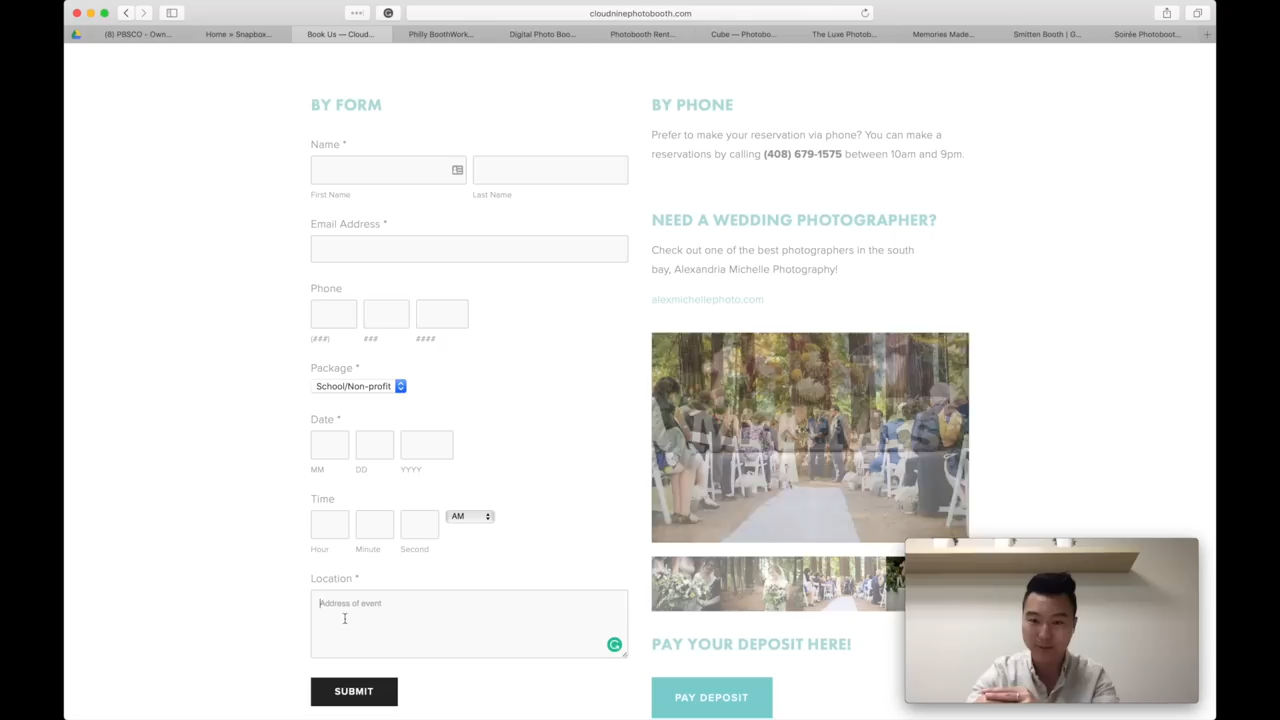 cloudninephotobooth.com
(8) PBSCO - Own...
Home » Snapbox...
Book Us — Cloud...
Philly BoothWork...
Digital Photo Boo...
Photobooth Rent...
Cube — Photobo...
The Luxe Photob...
Memories Made...
Smitten Booth | G...
Soirée Photoboot...
BY FORM
Name *
First Name
Last Name
Email Address *
Phone
(###)
###
####
Package *
School/Non-profit
Date *
MM
DD
YYYY
Time
AM
Hour
Minute
Second
Location *
Address of event
SUBMIT
BY PHONE
Prefer to make your reservation via phone? You can make a
reservations by calling (408) 679-1575 between 10am and 9pm.
NEED A WEDDING PHOTOGRAPHER?
Check out one of the best photographers in the south
bay, Alexandria Michelle Photography!
alexmichellephoto.com
PAY YOUR DEPOSIT HERE!
PAY DEPOSIT